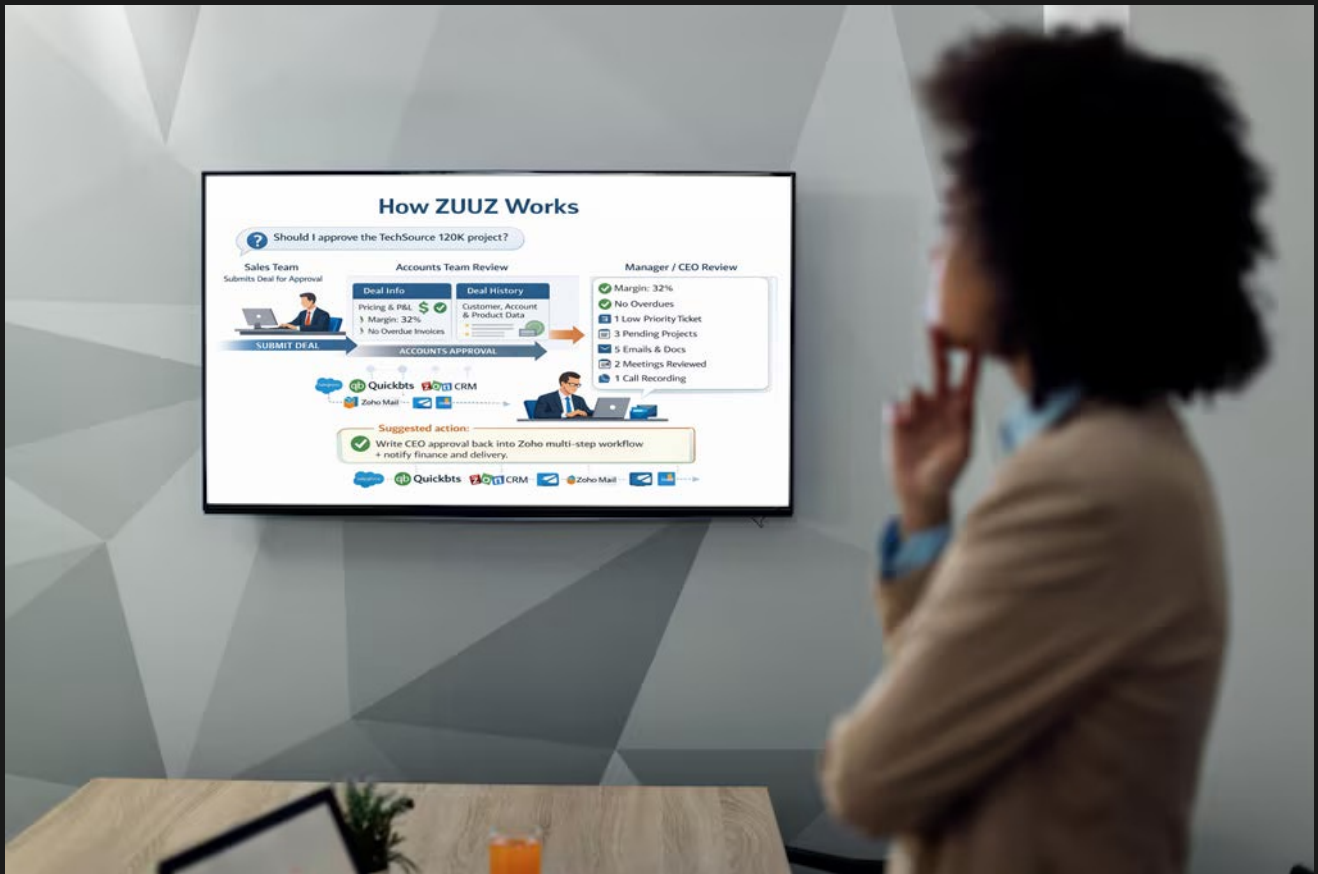 How ZUUZ Works
? Should I approve the TechSource 120K project?
Sales Team
Submits Deal for Approval
SUBMIT DEAL
Accounts Team Review
Deal Info
Pricing & P&L $
Margin: 32%
No Overdue Invoices
Deal History
Customer, Account
& Product Data
ACCOUNTS APPROVAL
Manager / CEO Review
Margin: 32%
No Overdues
1 Low Priority Ticket
3 Pending Projects
5 Emails & Docs
2 Meetings Reviewed
1 Call Recording
qb Quickbts CRM
Zoho Mail
Suggested action:
Write CEO approval back into Zoho multi-step workflow
+ notify finance and delivery.
qb Quickbts CRM Zoho Mail